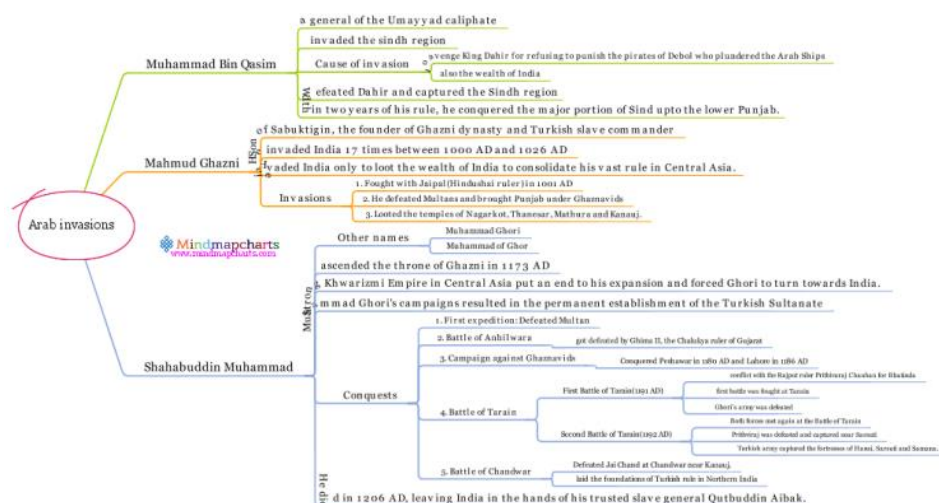 Arab invasions
Muhammad Bin Qasim
a general of the Umayyad caliphate
invaded the sindh region
Cause of invasion
venge King Dahir for refusing to punish the pirates of Debol who plundered the Arab Ships
also the wealth of India
efeated Dahir and captured the Sindh region
With
in two years of his rule, he conquered the major portion of Sind upto the lower Punjab.
Mahmud Ghazni
Son
of Sabuktigin, the founder of Ghazni dynasty and Turkish slave commander
invaded India 17 times between 1000 AD and 1026 AD
vaded India only to loot the wealth of India to consolidate his vast rule in Central Asia.
Invasions
1. Fought with Jaipal (Hindushai ruler) in 1001 AD
2. He defeated Multans and brought Punjab under Ghaznavids
3. Looted the temples of Nagarkot, Thanesar, Mathura and Kanauj.
Mindmapcharts
www.mindmapcharts.com
Shahabuddin Muhammad
Other names
Muhammad Ghori
Muhammad of Ghor
ascended the throne of Ghazni in 1173 AD
Khwarizmi Empire in Central Asia put an end to his expansion and forced Ghori to turn towards India.
mmad Ghori's campaigns resulted in the permanent establishment of the Turkish Sultanate
Conquests
1. First expedition: Defeated Multan
2. Battle of Anhilwara
got defeated by Ghima II, the Chalukya ruler of Gujarat
3. Campaign against Ghaznavids
Conquered Peshawar in 1180 AD and Lahore in 1186 AD
4. Battle of Tarain
First Battle of Tarain(1191 AD)
conflict with the Rajput ruler Prithviraj Chauhan for Bhatinda
first battle was fought at Tarain
Ghori's army was defeated
Second Battle of Tarain(1192 AD)
Both forces met again at the Battle of Tarain
Prithviraj was defeated and captured near Sarsuti
Turkish army captured the fortresses of Hansi, Sarsuti and Samana.
5. Battle of Chandwar
Defeated Jai Chand at Chandwar near Kanauj.
laid the foundations of Turkish rule in Northern India
He die
d in 1206 AD, leaving India in the hands of his trusted slave general Qutbuddin Aibak.